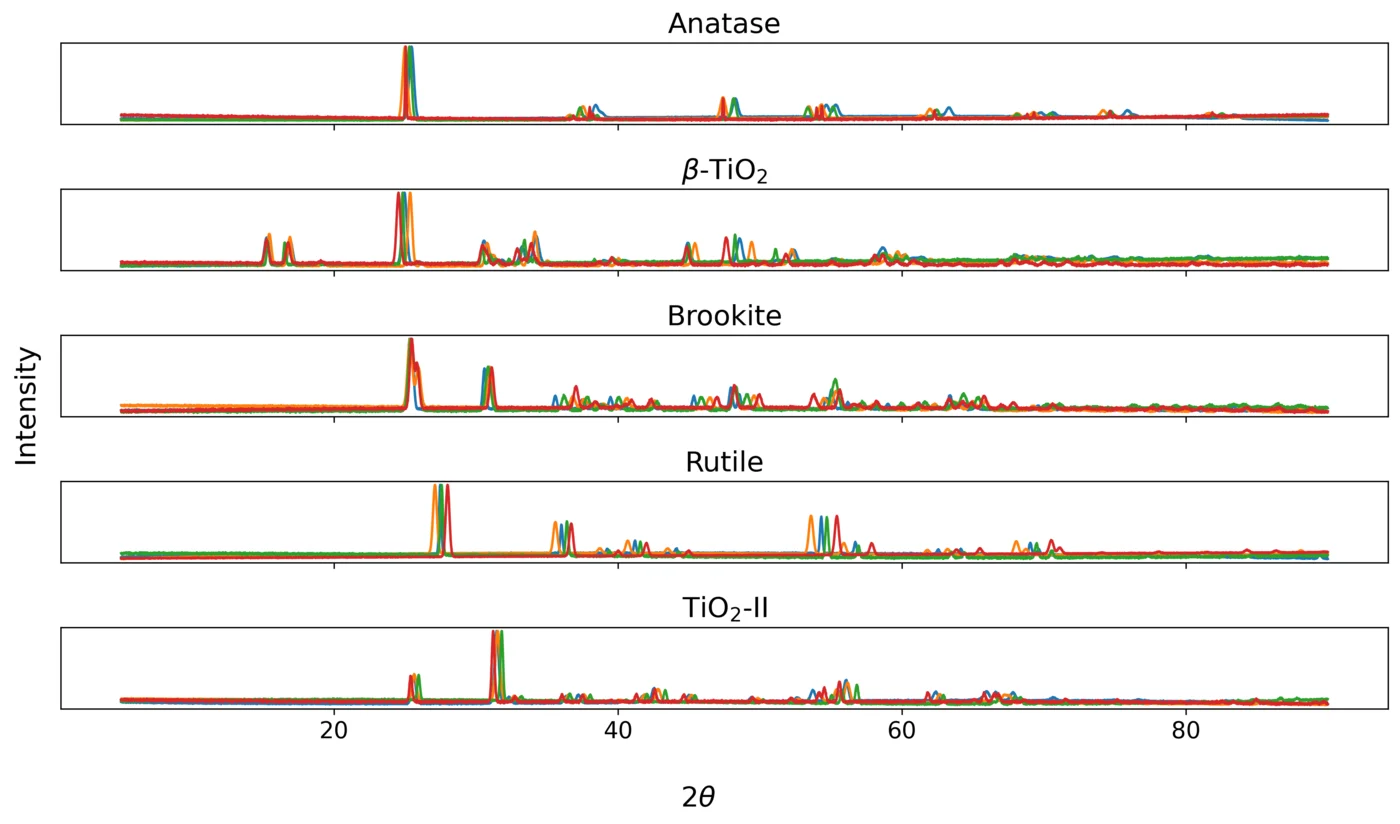 Anatase
β-TiO₂
Brookite
Intensity
Rutile
TiO₂-II
20 40 60 80
2θ